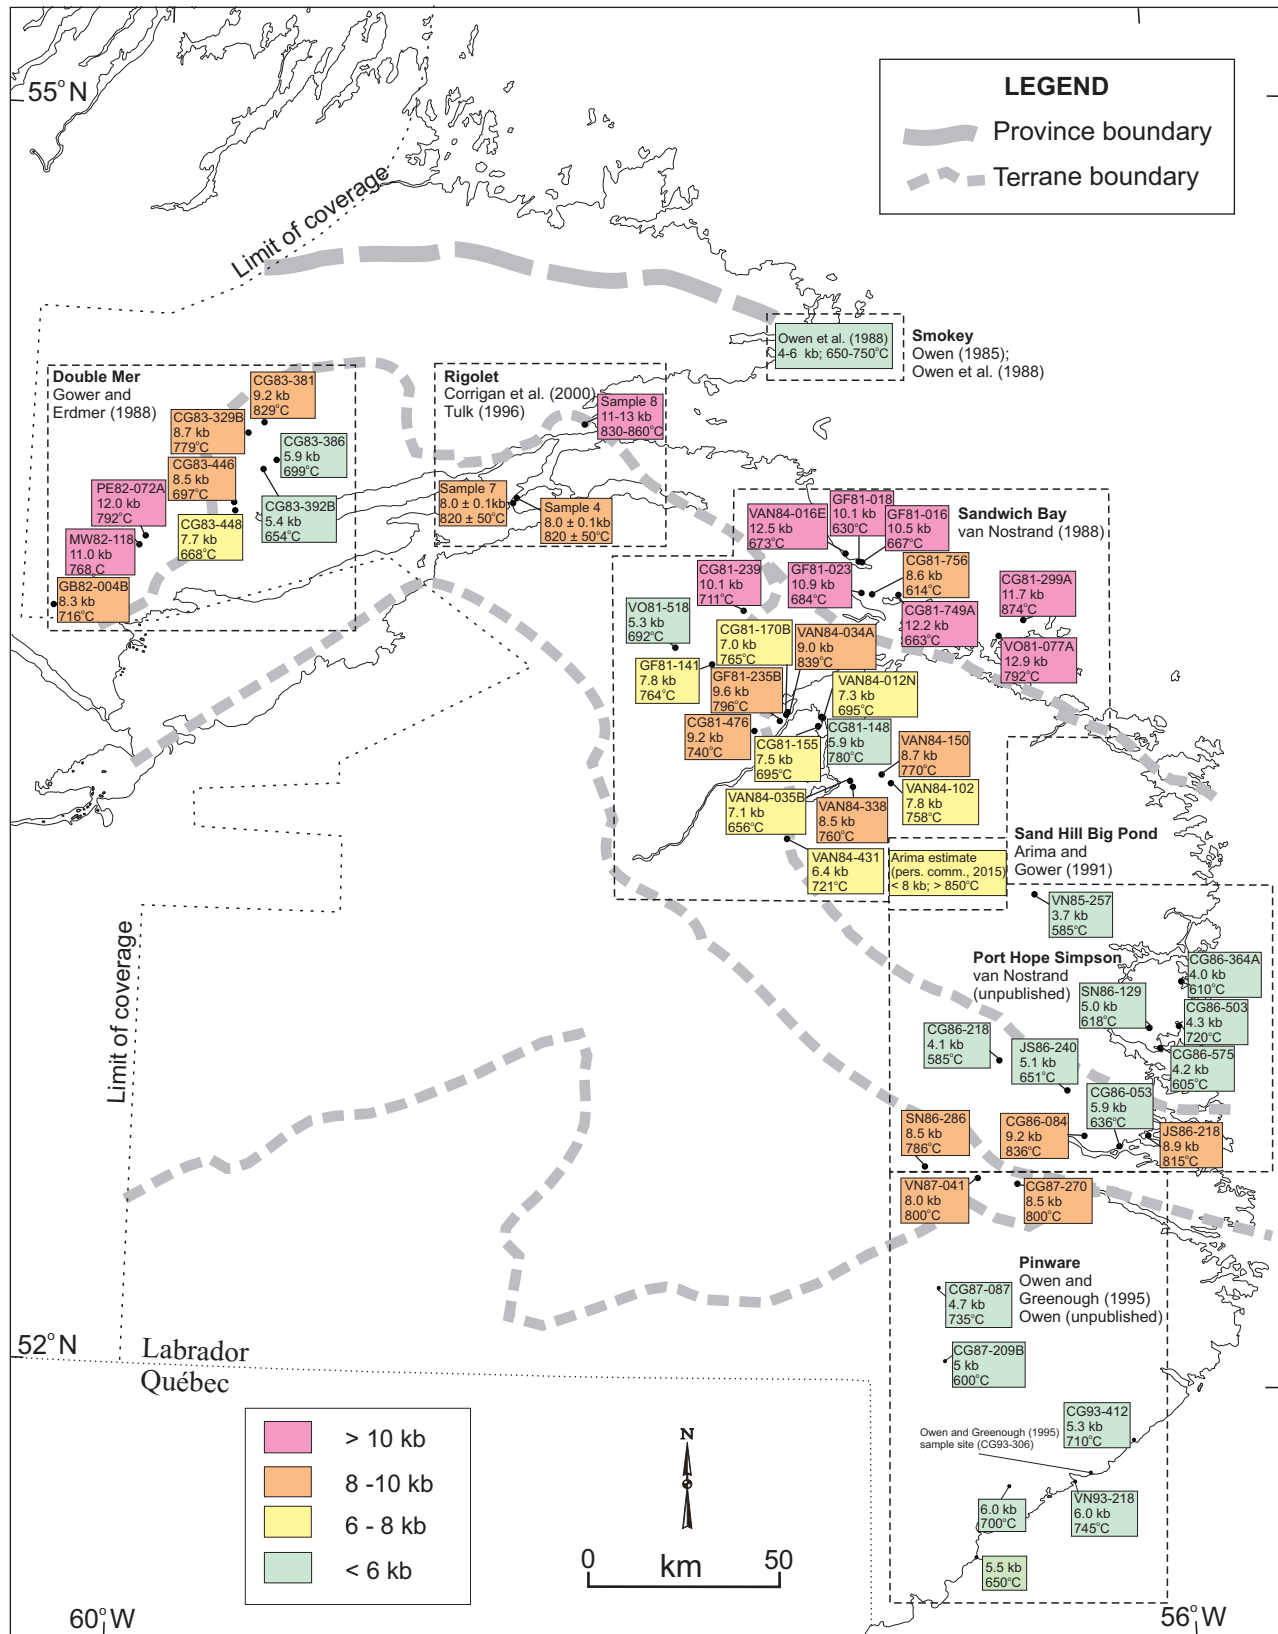 55°N
LEGEND
Province boundary
Terrane boundary
Limit of coverage
Owen et al. (1988)
4-6 kb; 650-750°C
Smokey
Owen (1985);
Owen et al. (1988)
Double Mer
Gower and
Erdmer (1988)
CG83-381
9.2 kb
829°C
CG83-329B
8.7 kb
779°C
CG83-386
5.9 kb
699°C
CG83-446
8.5 kb
697°C
PE82-072A
12.0 kb
792°C
CG83-392B
5.4 kb
654°C
CG83-448
7.7 kb
668°C
MW82-118
11.0 kb
768°C
GB82-004B
8.3 kb
716°C
Rigolet
Corrigan et al. (2000)
Tulk (1996)
Sample 8
11-13 kb
830-860°C
Sample 7
8.0 ± 0.1kb
820 ± 50°C
Sample 4
8.0 ± 0.1kb
820 ± 50°C
Sandwich Bay
van Nostrand (1988)
GF81-018
10.1 kb
630°C
VAN84-016E
12.5 kb
673°C
GF81-016
10.5 kb
667°C
CG81-239
10.1 kb
711°C
GF81-023
10.9 kb
684°C
CG81-756
8.6 kb
614°C
CG81-299A
11.7 kb
874°C
CG81-749A
12.2 kb
663°C
VO81-077A
12.9 kb
792°C
VO81-518
5.3 kb
692°C
CG81-170B
7.0 kb
765°C
VAN84-034A
9.0 kb
839°C
GF81-141
7.8 kb
764°C
GF81-235B
9.6 kb
796°C
VAN84-012N
7.3 kb
695°C
CG81-476
9.2 kb
740°C
CG81-155
7.5 kb
695°C
CG81-148
5.9 kb
780°C
VAN84-150
8.7 kb
770°C
VAN84-035B
7.1 kb
656°C
VAN84-338
8.5 kb
760°C
VAN84-102
7.8 kb
758°C
VAN84-431
6.4 kb
721°C
Arima estimate
(pers. comm., 2015)
< 8 kb; > 850°C
Sand Hill Big Pond
Arima and
Gower (1991)
VN85-257
3.7 kb
585°C
Port Hope Simpson
van Nostrand
(unpublished)
CG86-364A
4.0 kb
610°C
SN86-129
5.0 kb
618°C
CG86-503
4.3 kb
720°C
CG86-218
4.1 kb
585°C
JS86-240
5.1 kb
651°C
CG86-575
4.2 kb
605°C
CG86-053
5.9 kb
636°C
SN86-286
8.5 kb
786°C
CG86-084
9.2 kb
836°C
JS86-218
8.9 kb
815°C
VN87-041
8.0 kb
800°C
CG87-270
8.5 kb
800°C
Pinware
Owen and
Greenough (1995)
Owen (unpublished)
CG87-087
4.7 kb
735°C
CG87-209B
5 kb
600°C
CG93-412
5.3 kb
710°C
Owen and Greenough (1995)
sample site (CG93-306)
6.0 kb
700°C
VN93-218
6.0 kb
745°C
5.5 kb
650°C
Limit of coverage
52°N
Labrador
Québec
> 10 kb
8 -10 kb
6 - 8 kb
< 6 kb
N
0 km 50
60°W
56°W